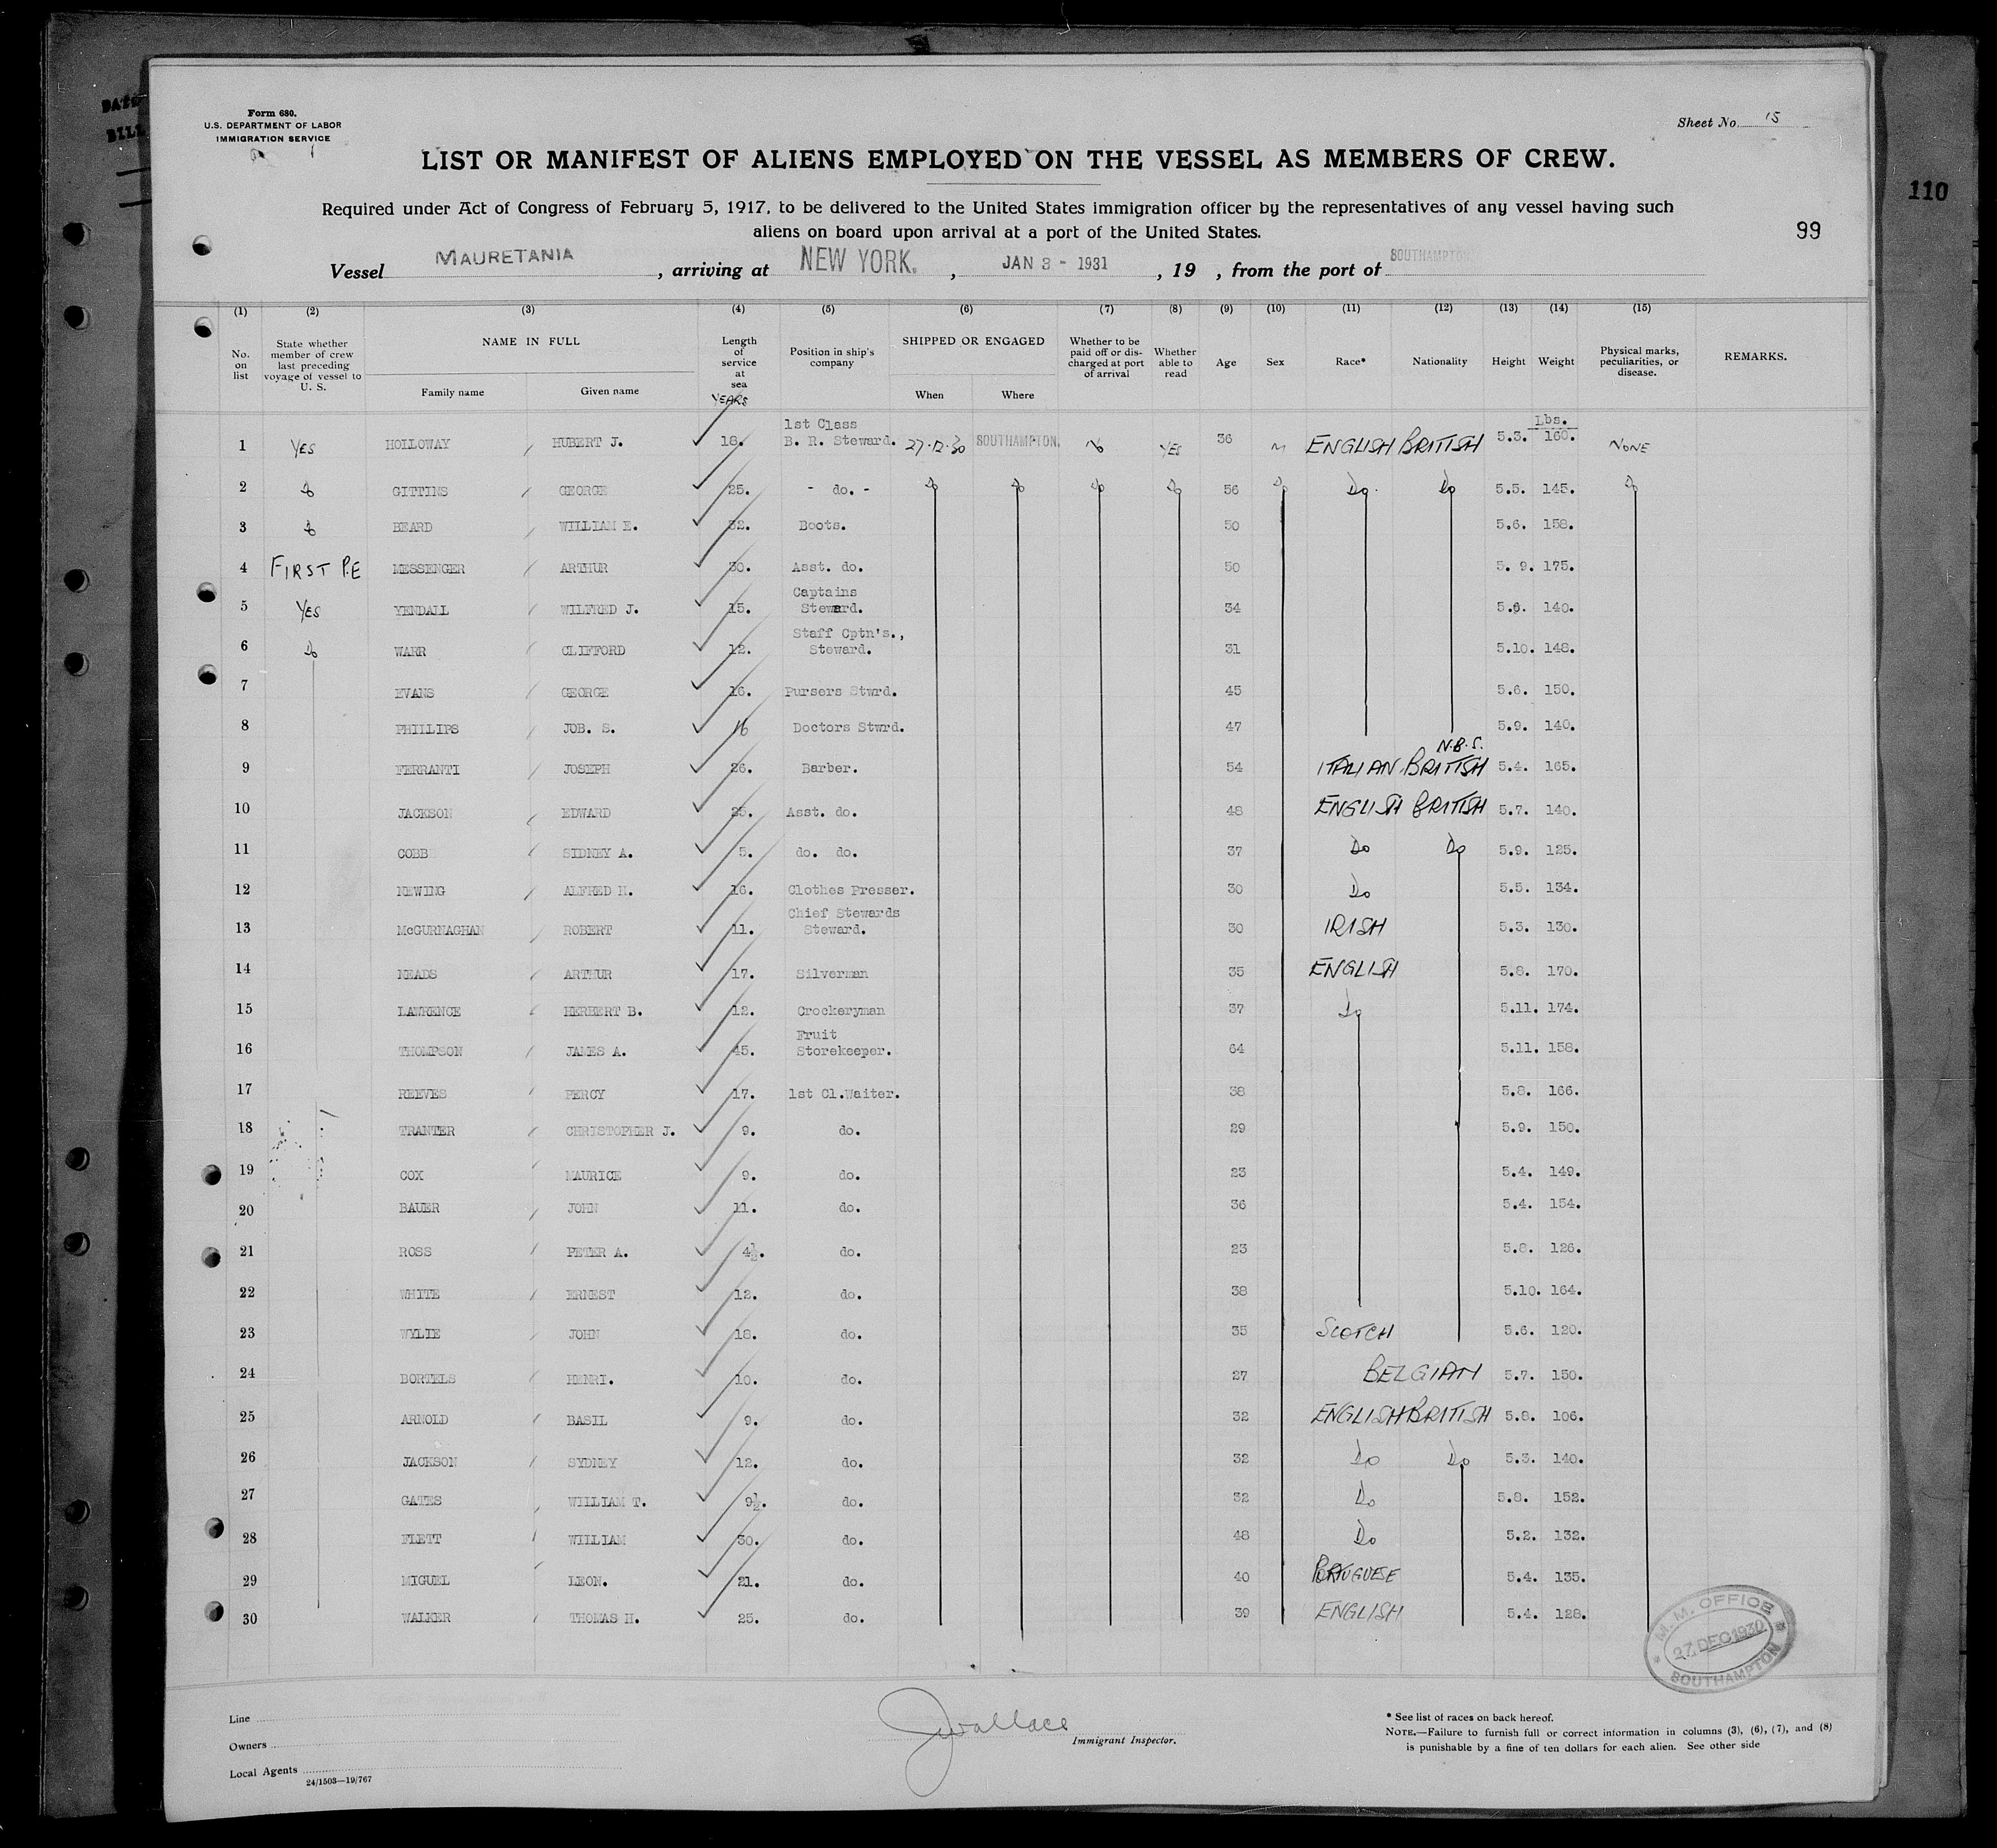 DATE
BILL
Form 680.
U.S. DEPARTMENT OF LABOR
IMMIGRATION SERVICE
Sheet No. 15
LIST OR MANIFEST OF ALIENS EMPLOYED ON THE VESSEL AS MEMBERS OF CREW.
110
Required under Act of Congress of February 5, 1917, to be delivered to the United States immigration officer by the representatives of any vessel having such
aliens on board upon arrival at a port of the United States.
99
Vessel MAURETANIA, arriving at NEW YORK., JAN 3 - 1931, 19 , from the port of SOUTHAMPTON
(1) (2) (3) (4) (5) (6) (7) (8) (9) (10) (11) (12) (13) (14) (15)
No. on list
State whether member of crew last preceding voyage of vessel to U. S.
NAME IN FULL
Family name Given name
Length of service at sea
YEARS
Position in ship's company
SHIPPED OR ENGAGED
When Where
Whether to be paid off or discharged at port of arrival
Whether able to read
Age Sex Race* Nationality Height Weight
Physical marks, peculiarities, or disease.
REMARKS.
Lbs.
1 YES HOLLOWAY HUBERT J. 18. 1st Class B. R. Steward. 27.12.30 SOUTHAMPTON. No YES 36 M ENGLISH BRITISH 5.3. 160. NONE
2 Do GITTINS GEORGE 25. - do. - Do Do Do Do 56 Do Do. Do 5.5. 145. Do
3 Do BEARD WILLIAM E. 32. Boots. 50 5.6. 158.
4 FIRST P.E MESSENGER ARTHUR 30. Asst. do. 50 5. 9. 175.
5 YES YENDALL WILFRED J. 15. Captains Steward. 34 5.6. 140.
6 Do WARR CLIFFORD 12. Staff Cptn's., Steward. 31 5.10. 148.
7 EVANS GEORGE 16. Pursers Stwrd. 45 5.6. 150.
8 PHILLIPS JOB. S. 16 Doctors Stwrd. 47 5.9. 140.
N.B.S.
9 FERRANTI JOSEPH 26. Barber. 54 ITALIAN BRITISH 5.4. 165.
10 JACKSON EDWARD 25. Asst. do. 48 ENGLISH BRITISH 5.7. 140.
11 COBB SIDNEY A. 5. do. do. 37 Do Do 5.9. 125.
12 NEWING ALFRED H. 16. Clothes Presser. 30 Do 5.5. 134.
13 McGURNAGHAN ROBERT 11. Chief Stewards Steward. 30 IRISH 5.3. 130.
14 MEADS ARTHUR 17. Silverman 35 ENGLISH 5.8. 170.
15 LAWRENCE HERBERT B. 12. Crockeryman 37 Do 5.11. 174.
16 THOMPSON JAMES A. 45. Fruit Storekeeper. 64 5.11. 158.
17 REEVES PERCY 17. 1st Cl.Waiter. 38 5.8. 166.
18 TRANTER CHRISTOPHER J. 9. do. 29 5.9. 150.
19 COX MAURICE 9. do. 23 5.4. 149.
20 BAUER JOHN 11. do. 36 5.4. 154.
21 ROSS PETER A. 4½. do. 23 5.8. 126.
22 WHITE ERNEST 12. do. 38 5.10. 164.
23 WYLIE JOHN 18. do. 35 SCOTCH 5.6. 120.
24 BORTELS HENRI. 10. do. 27 BELGIAN 5.7. 150.
25 ARNOLD BASIL 9. do. 32 ENGLISH BRITISH 5.8. 106.
26 JACKSON SYDNEY 12. do. 32 Do Do 5.3. 140.
27 GATES WILLIAM T. 9½. do. 32 Do 5.8. 152.
28 FLETT WILLIAM 30. do. 48 Do 5.2. 132.
29 MIGUEL LEON. 21. do. 40 PORTUGUESE 5.4. 135.
30 WALKER THOMAS H. 25. do. 39 ENGLISH 5.4. 128.
M. M. OFFICE
27 DEC 1930
SOUTHAMPTON
Line
Owners
Local Agents
24/1503—19/767
JWallace
Immigrant Inspector.
* See list of races on back hereof.
NOTE.—Failure to furnish full or correct information in columns (3), (6), (7), and (8)
is punishable by a fine of ten dollars for each alien. See other side